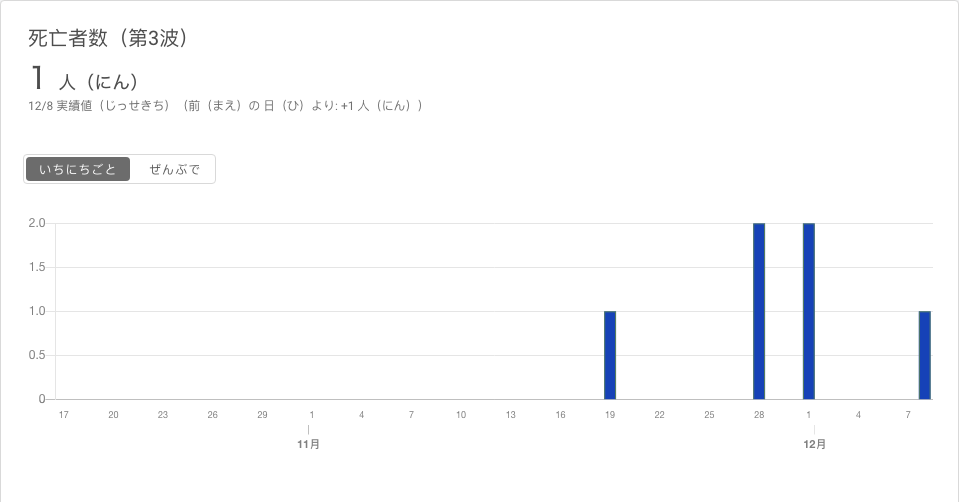 死亡者数（第3波）
1 人（にん）
12/8 実績値（じっせきち）（前（まえ）の 日（ひ）より: +1 人（にん））
いちにちごと ぜんぶで
2.0
1.5
1.0
0.5
0
17 20 23 26 29 1 4 7 10 13 16 19 22 25 28 1 4 7
11月 12月